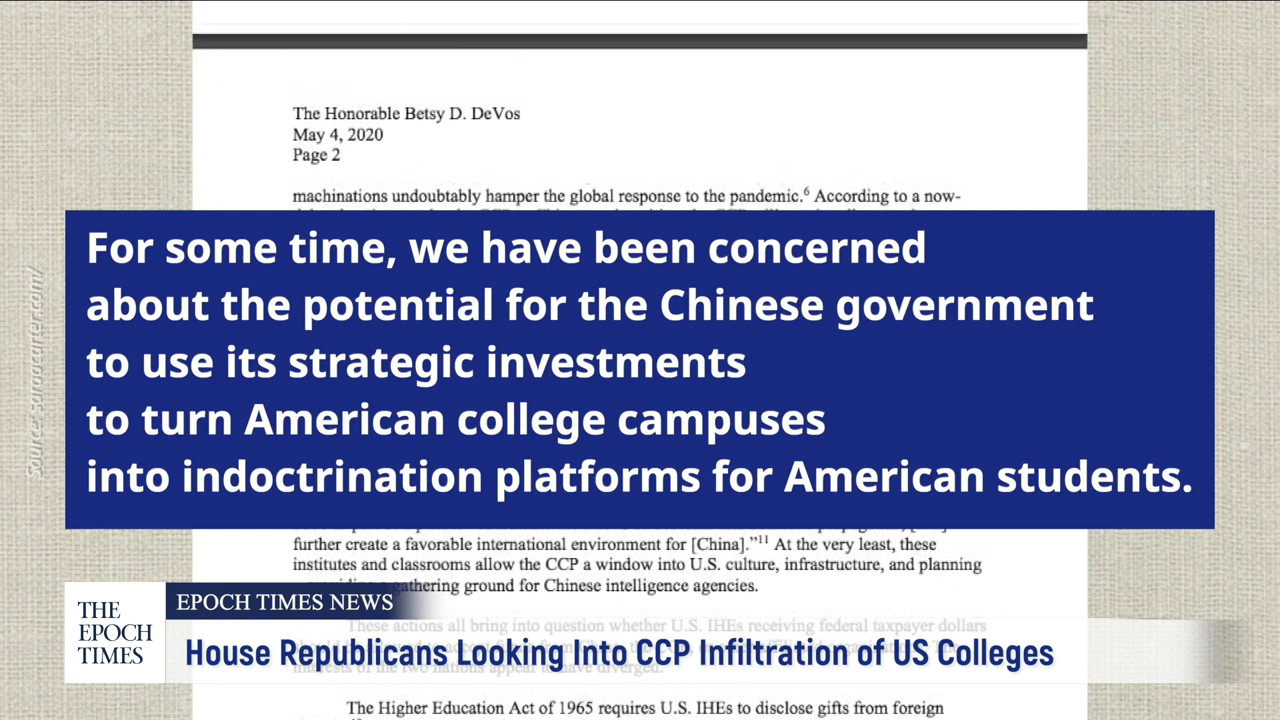 The Honorable Betsy D. DeVos
May 4, 2020
Page 2
machinations undoubtably hamper the global response to the pandemic.6 According to a now-
For some time, we have been concerned
about the potential for the Chinese government
to use its strategic investments
to turn American college campuses
into indoctrination platforms for American students.
further create a favorable international environment for [China]."11 At the very least, these
institutes and classrooms allow the CCP a window into U.S. culture, infrastructure, and planning
gathering ground for Chinese intelligence agencies.
These actions all bring into question whether U.S. IHEs receiving federal taxpayer dollars
THE
EPOCH
TIMES
EPOCH TIMES NEWS
House Republicans Looking Into CCP Infiltration of US Colleges
interests of the two nations appear to have diverged.
The Higher Education Act of 1965 requires U.S. IHEs to disclose gifts from foreign
Source: saraacarter.com/